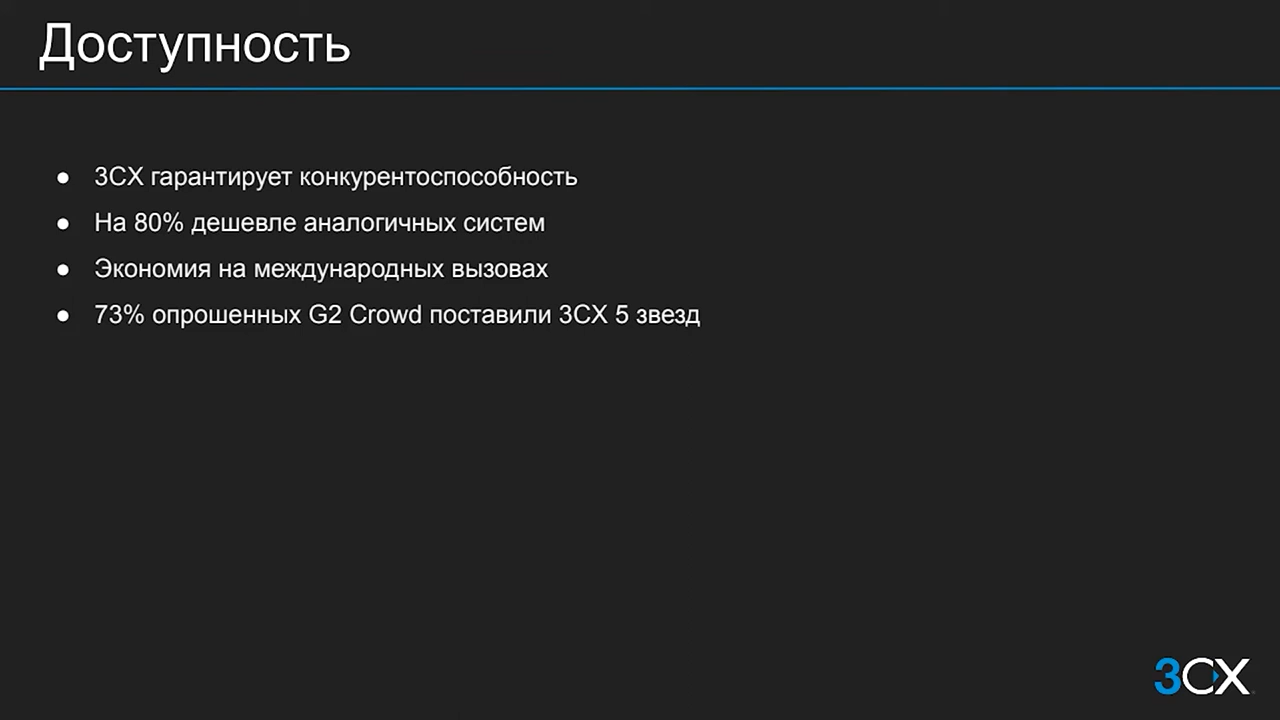 Доступность
● 3CX гарантирует конкурентоспособность
● На 80% дешевле аналогичных систем
● Экономия на международных вызовах
● 73% опрошенных G2 Crowd поставили 3CX 5 звезд
3CX